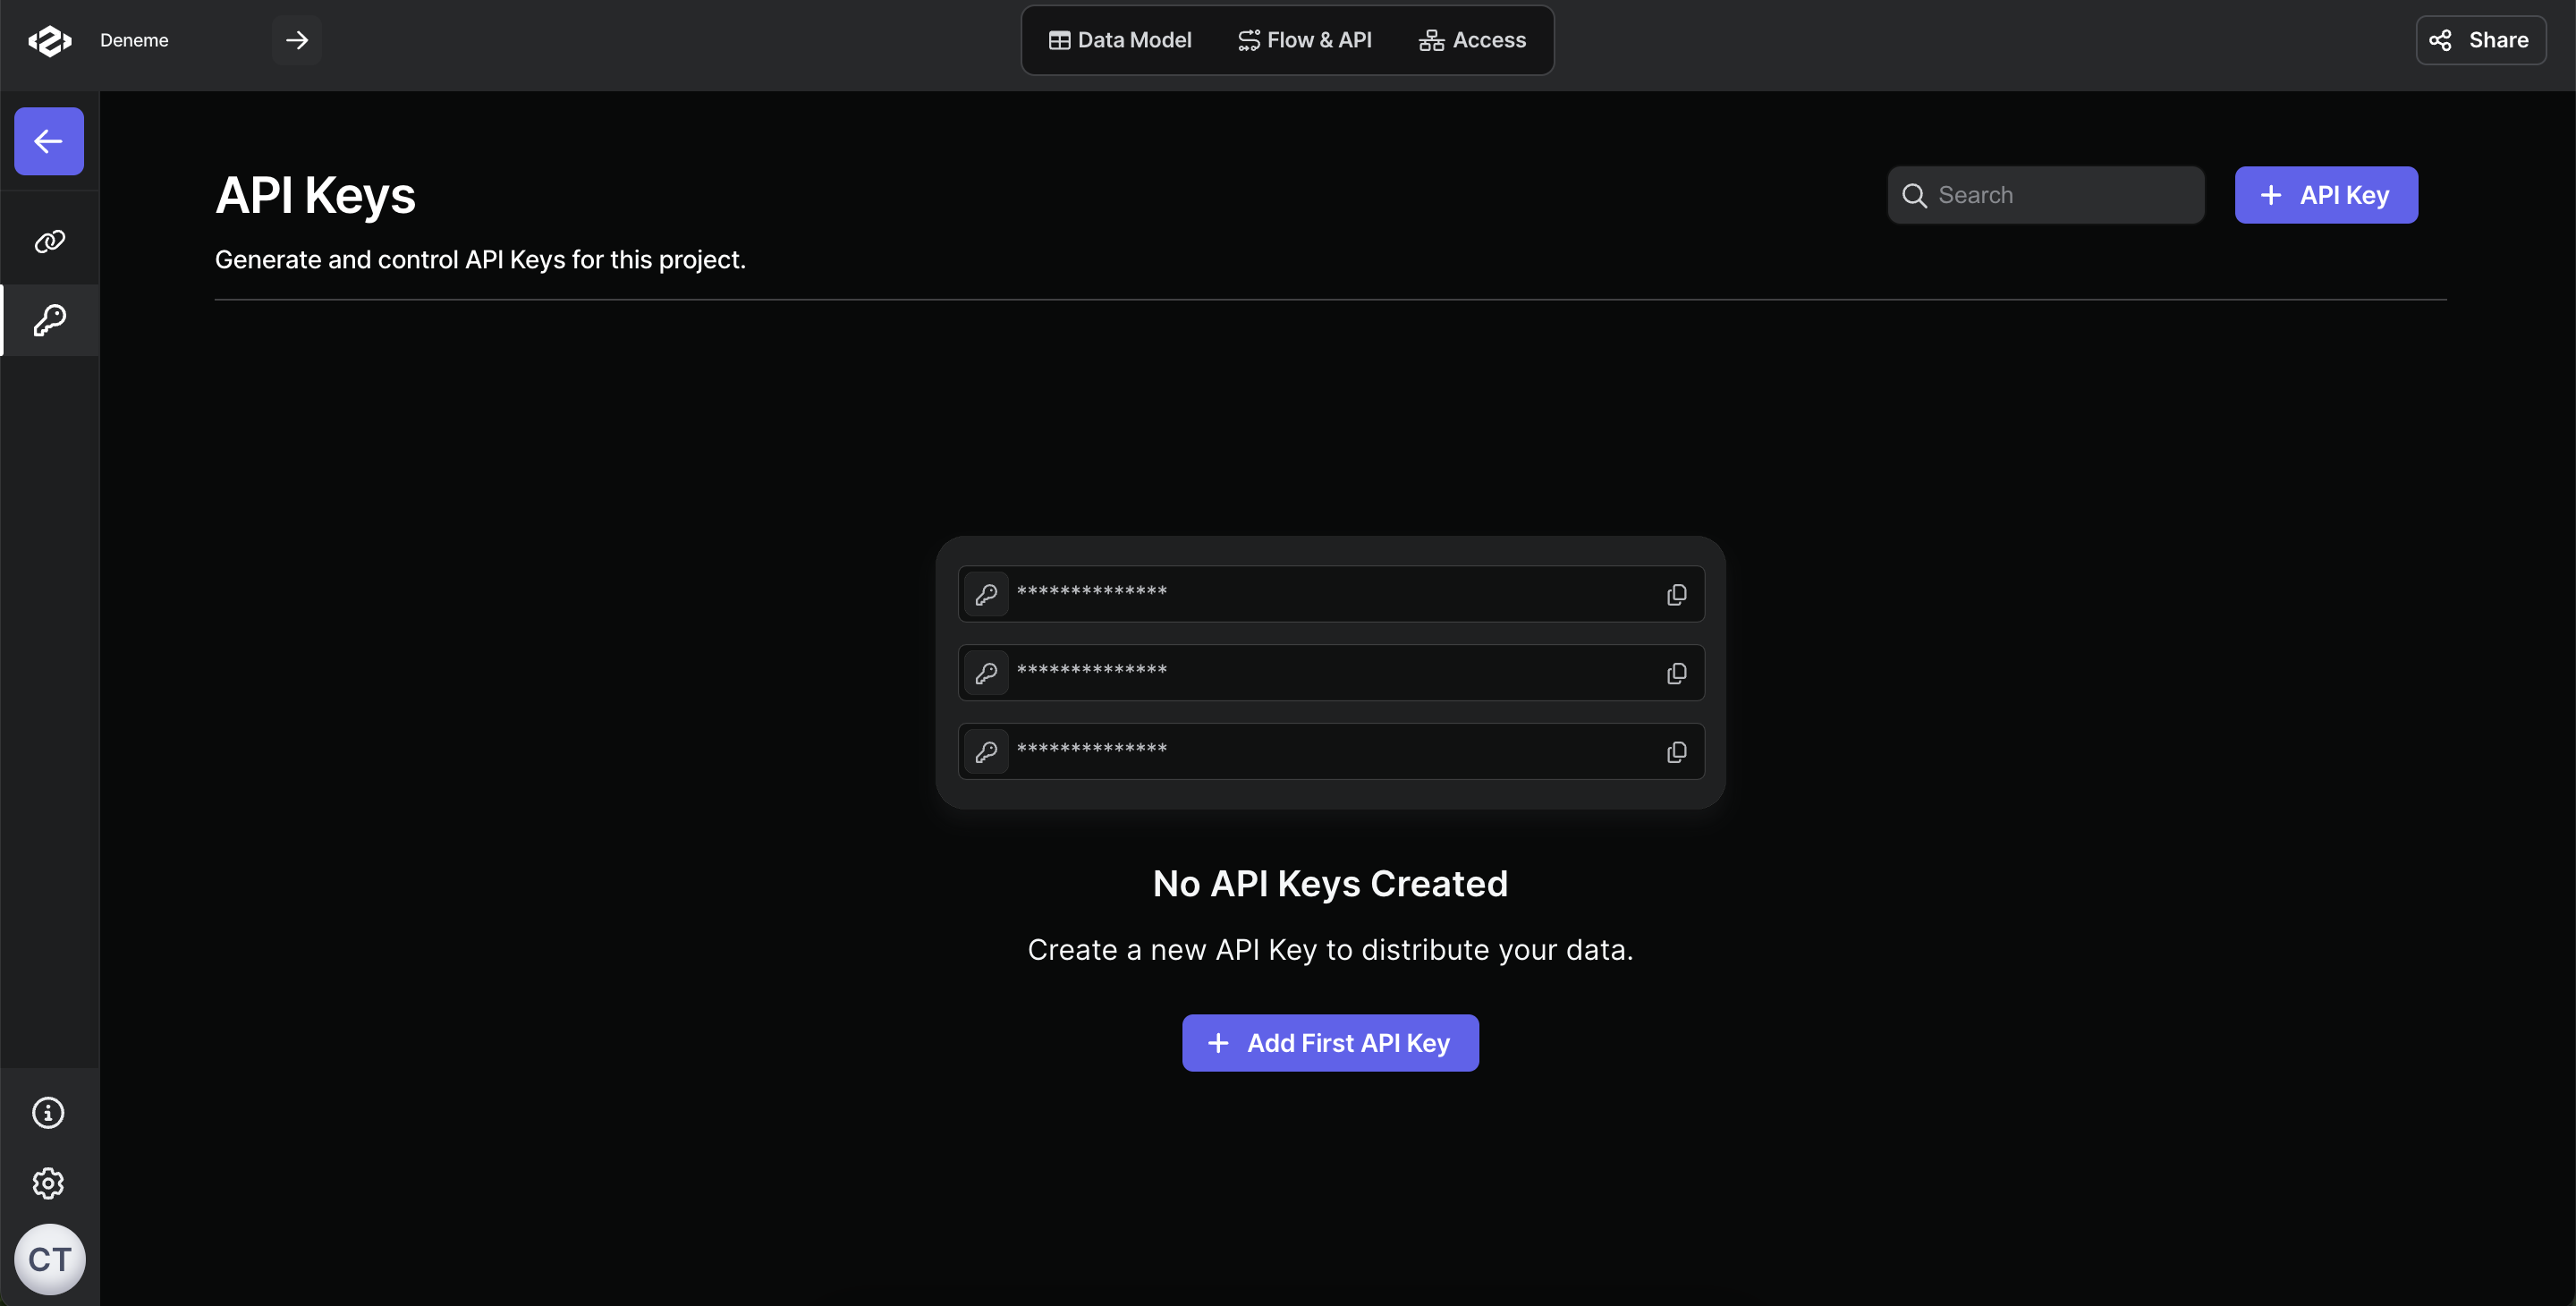 Deneme
Data Model
Flow & API
Access
Share
API Keys
Search
API Key
Generate and control API Keys for this project.
**************
**************
**************
No API Keys Created
Create a new API Key to distribute your data.
Add First API Key
CT